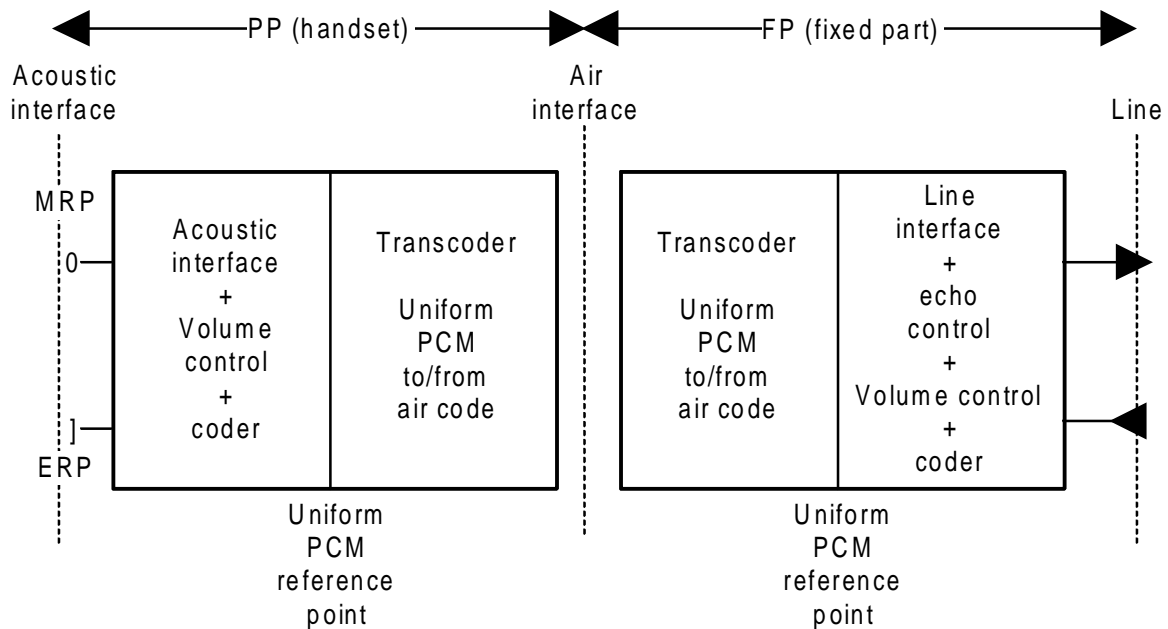 PP (handset)
FP (fixed part)
Acoustic
interface
Air
interface
Line
MRP
0
]
ERP
Acoustic
interface
+
Volume
control
+
coder
Transcoder
Uniform
PCM
to/from
air code
Transcoder
Uniform
PCM
to/from
air code
Line
interface
+
echo
control
+
Volume control
+
coder
Uniform
PCM
reference
point
Uniform
PCM
reference
point